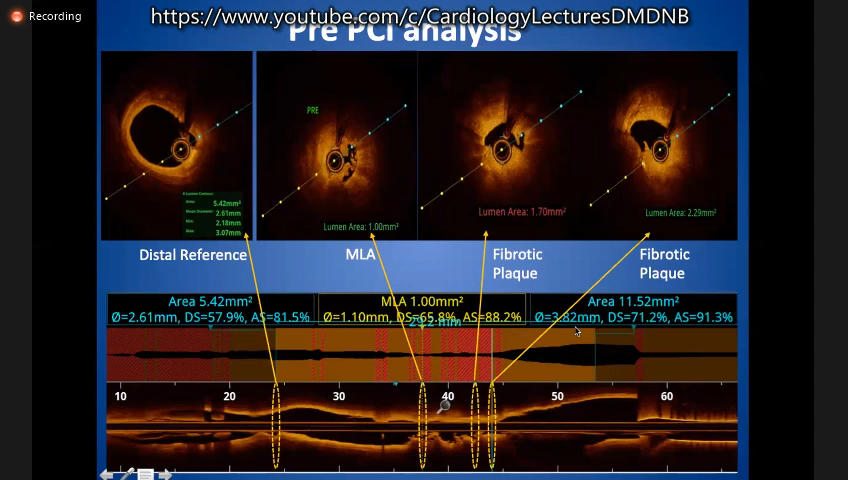 Recording
https://www.youtube.com/c/CardiologyLecturesDMDNB
Pre PCI analysis
PRE
Lumen Area: 1.00mm²
Lumen Area: 1.70mm²
Lumen Area: 2.29mm²
Area: 5.42mm²
Mean Diameter: 2.61mm
Min: 2.18mm
Max: 3.07mm
Distal Reference
MLA
Fibrotic Plaque
Fibrotic Plaque
Area 5.42mm²
Ø=2.61mm, DS=57.9%, AS=81.5%
MLA 1.00mm²
Ø=1.10mm, DS=65.8%, AS=88.2%
Area 11.52mm²
Ø=3.82mm, DS=71.2%, AS=91.3%
10 20 30 40 50 60